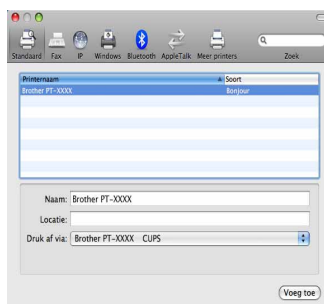 Standaard Fax IP Windows Bluetooth AppleTalk Meer printers Zoek
Printernaam Soort
Brother PT-XXXX Bonjour
Naam: Brother PT-XXXX
Locatie:
Druk af via: Brother PT-XXXX CUPS
Voeg toe